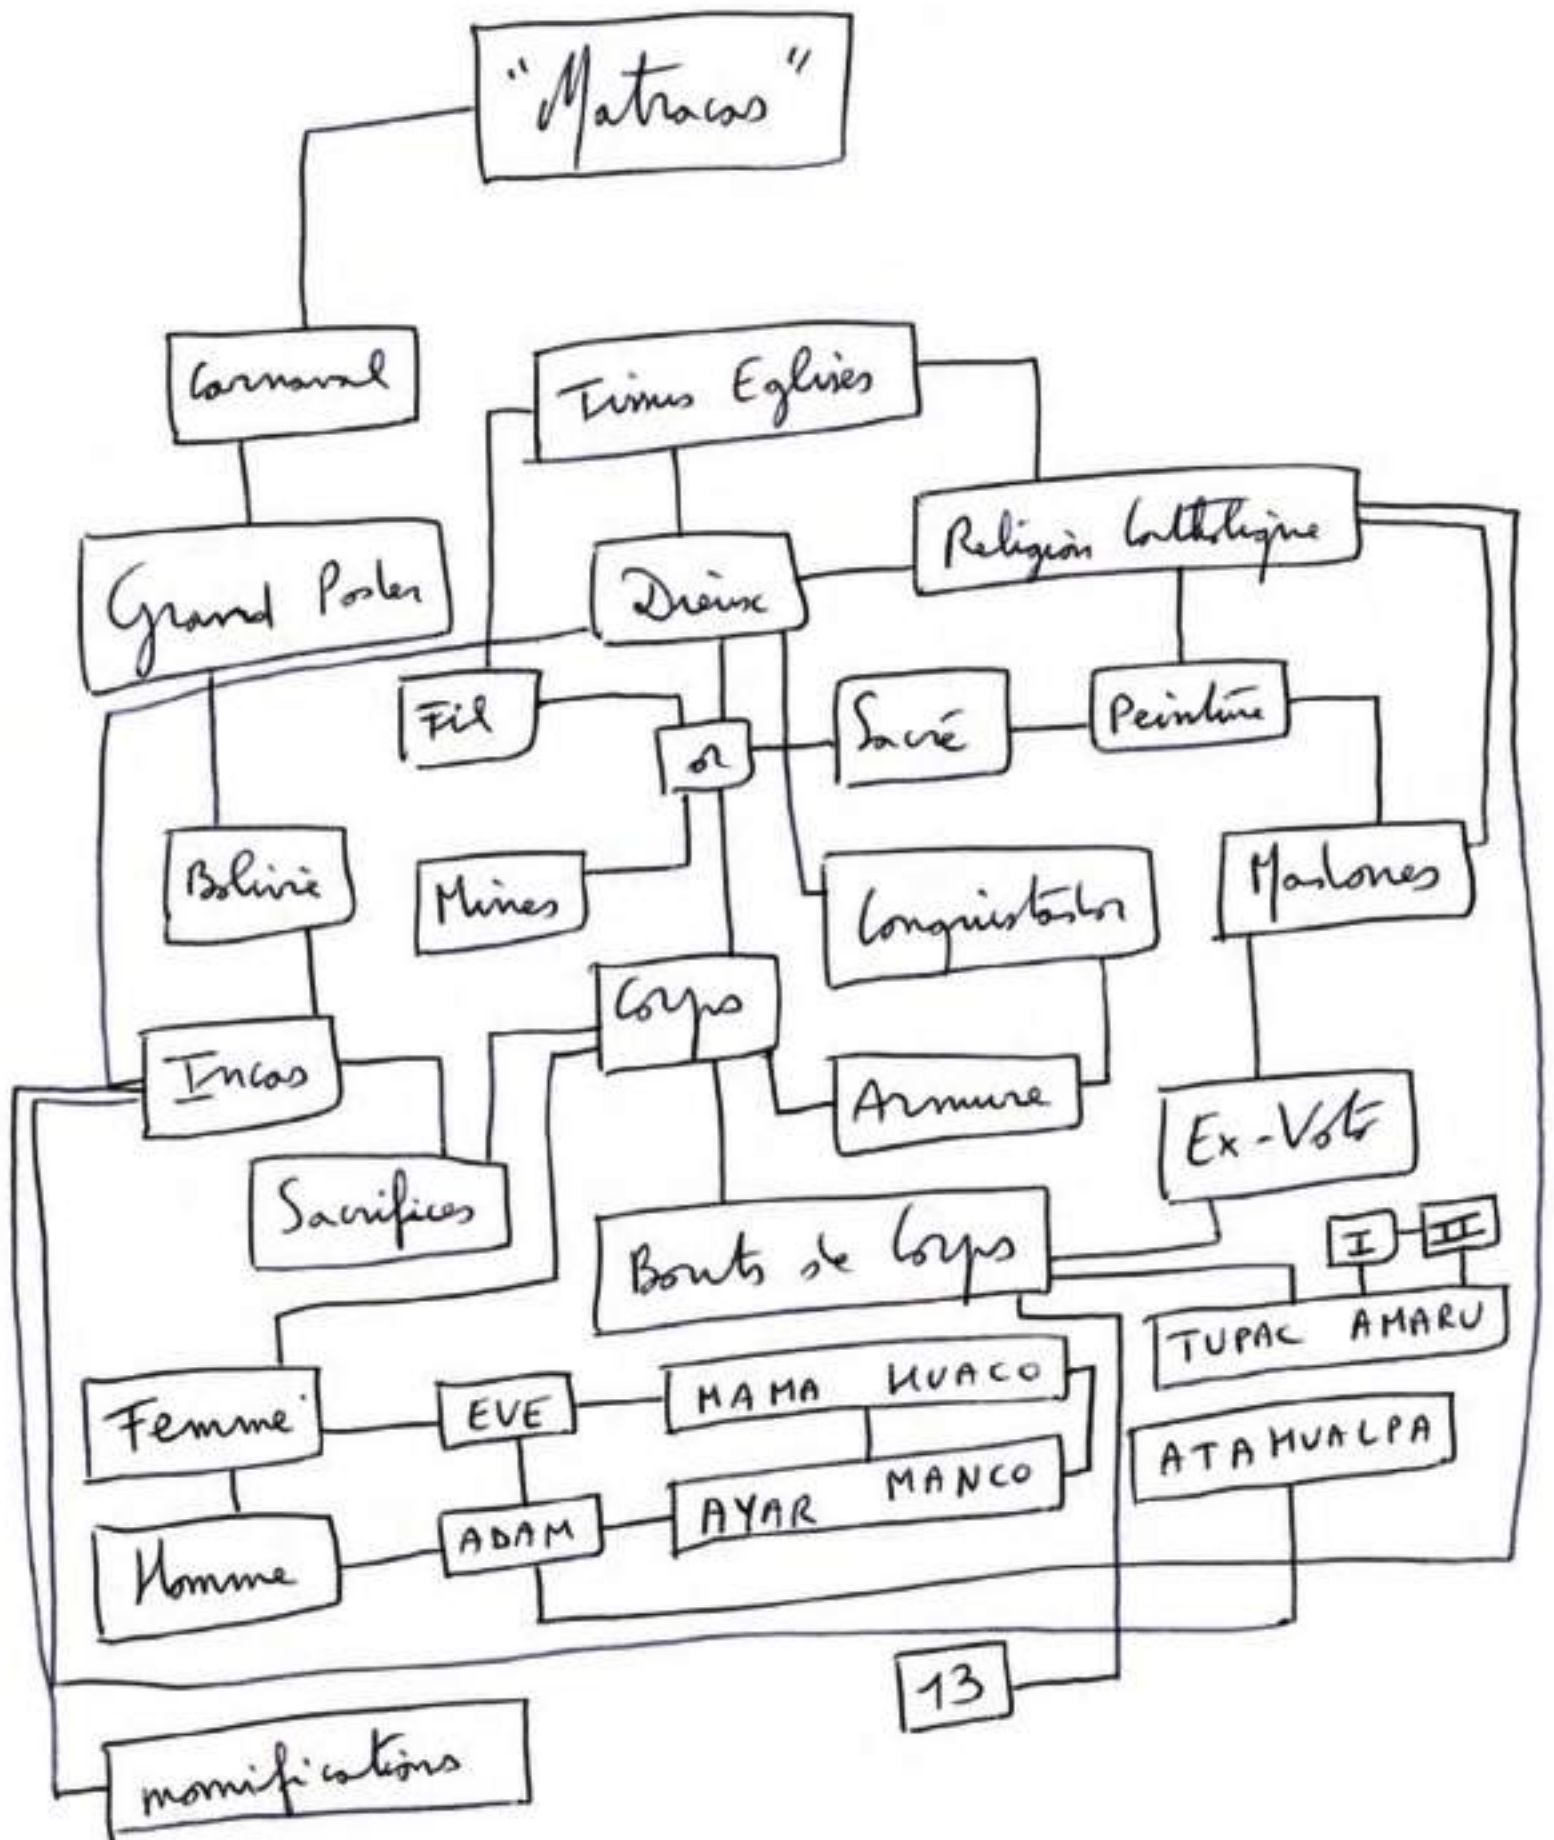 "Matracas"
Carnaval
Tissus Eglises
Religion Catholique
Grand Poster
Dieux
Fil
or
Sacré
Peinture
Bolivie
Mines
Conquistador
Madones
Incas
Corps
Armure
Ex-Voto
Sacrifices
Bouts de Corps
I
II
TUPAC AMARU
Femme
EVE
MAMA HUACO
ATAHUALPA
Homme
ADAM
AYAR MANCO
13
momifications